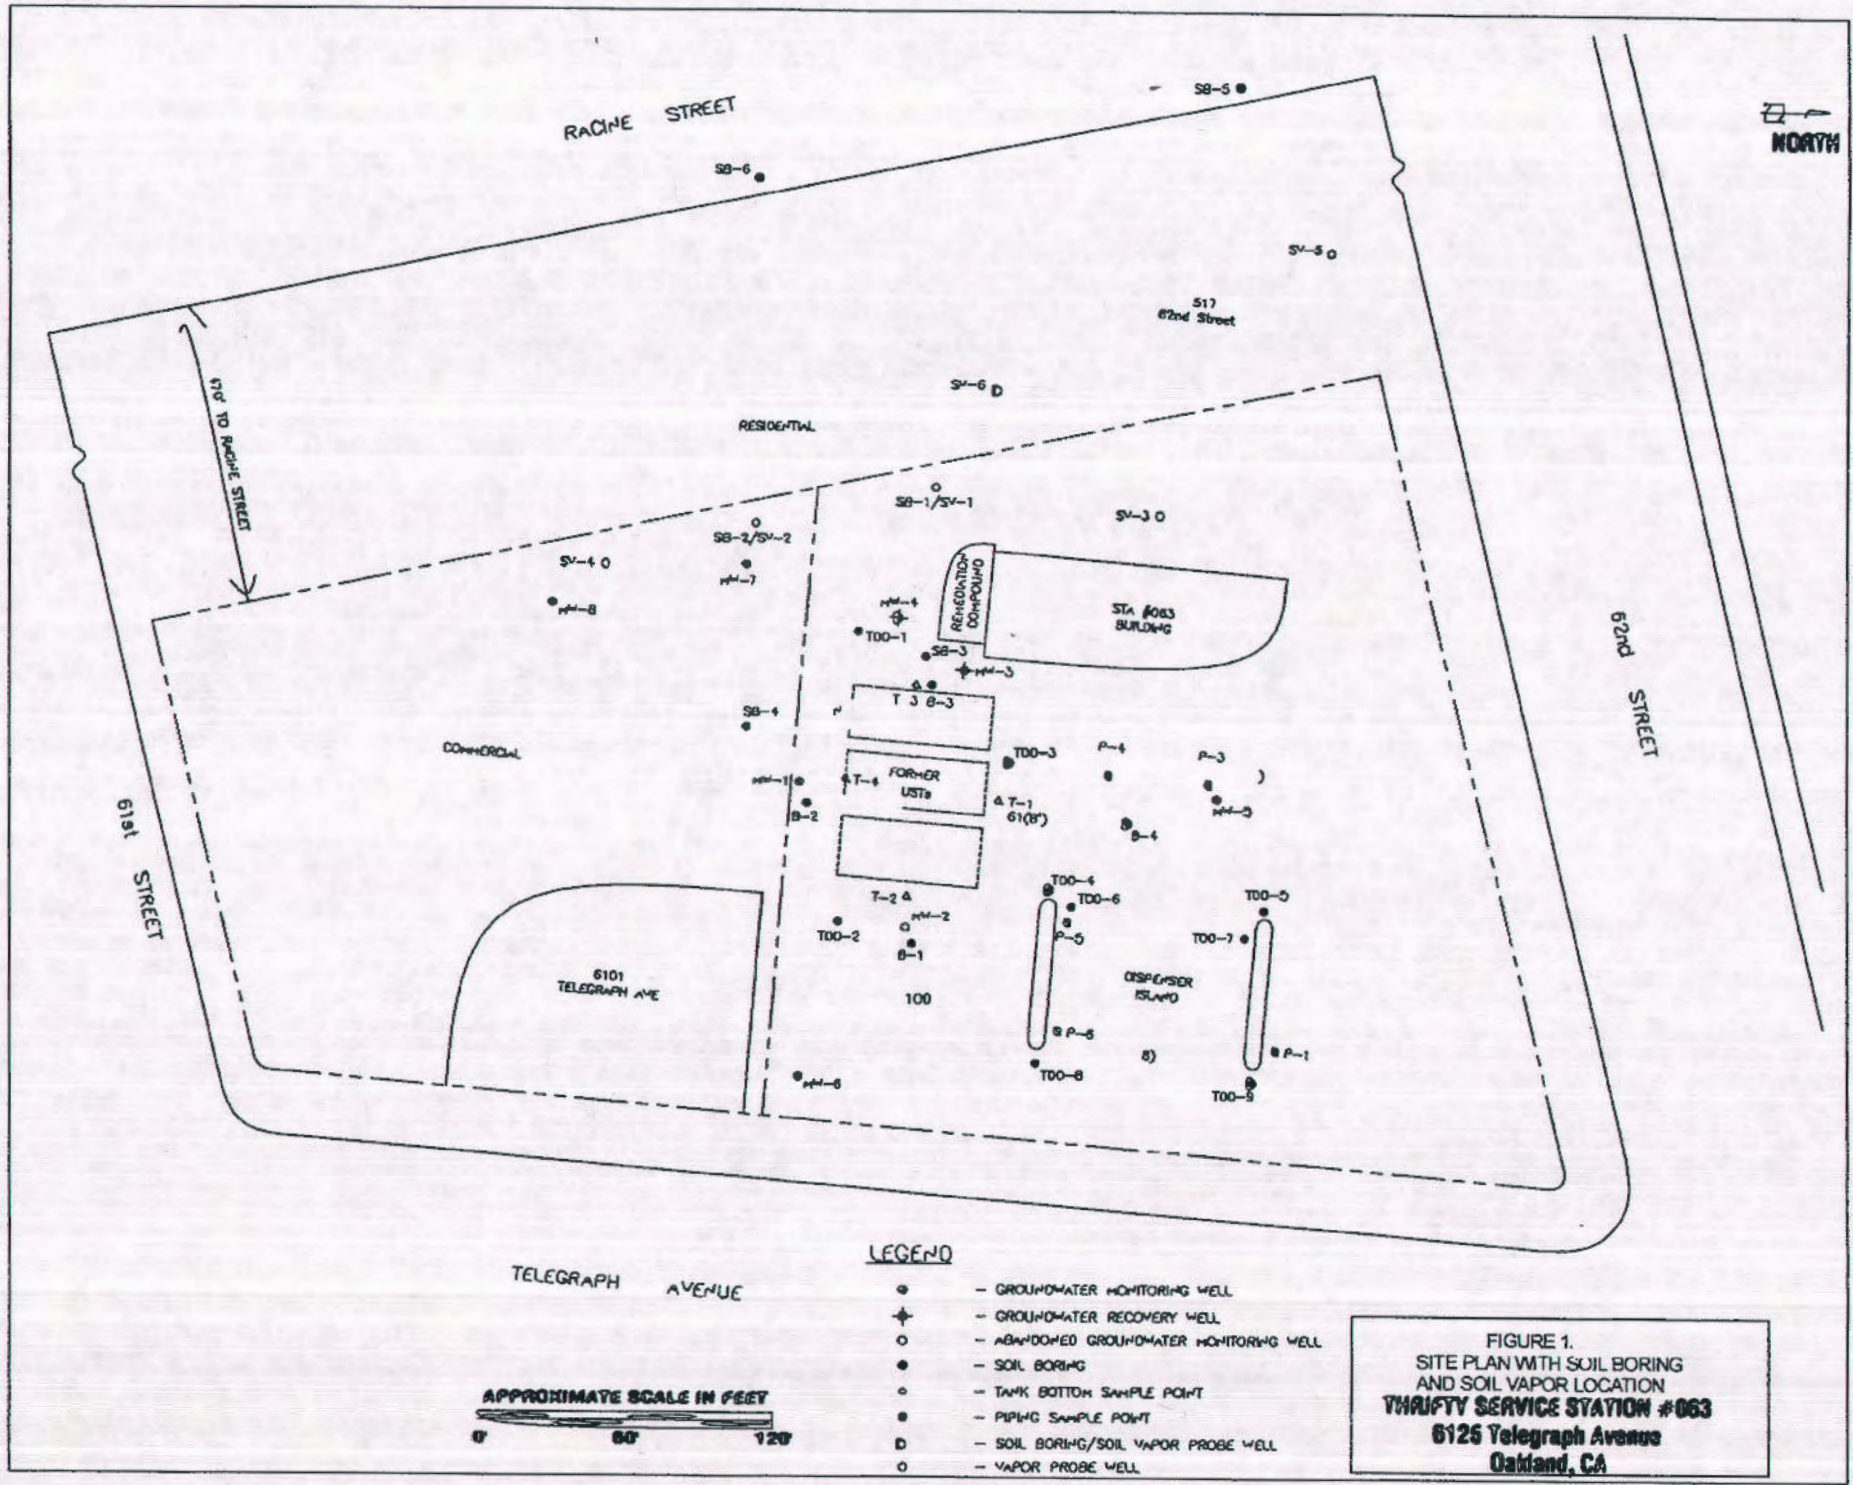 SB-5
RACINE STREET
NORTH
SB-6
SV-5
517
62nd Street
170' TO RACINE STREET
SV-6
RESIDENTIAL
SB-1/SV-1
SV-3
SB-2/SV-2
SV-4
MW-7
MW-8
REMEDIATION
COMPOUND
MW-4
STA #063
BUILDING
TOO-1
SB-3
MW-3
62nd STREET
T 3 B-3
SB-4
COMMERCIAL
TOO-3
P-4
P-3
MW-1
T-4
FORMER
USTs
T-1
61(8')
MW-5
B-2
B-4
61st STREET
TOO-4
TOO-6
T-2
TOO-5
MW-2
TOO-2
P-5
TOO-7
B-1
6101
TELEGRAPH AVE
DISPENSER
ISLAND
100
P-6
8)
P-1
TOO-8
MW-6
TOO-9
TELEGRAPH AVENUE
LEGEND
- GROUNDWATER MONITORING WELL
- GROUNDWATER RECOVERY WELL
- ABANDONED GROUNDWATER MONITORING WELL
- SOIL BORING
- TANK BOTTOM SAMPLE POINT
- PIPING SAMPLE POINT
- SOIL BORING/SOIL VAPOR PROBE WELL
- VAPOR PROBE WELL
APPROXIMATE SCALE IN FEET
0' 60' 120'
FIGURE 1.
SITE PLAN WITH SOIL BORING
AND SOIL VAPOR LOCATION
THRIFTY SERVICE STATION #063
6125 Telegraph Avenue
Oakland, CA